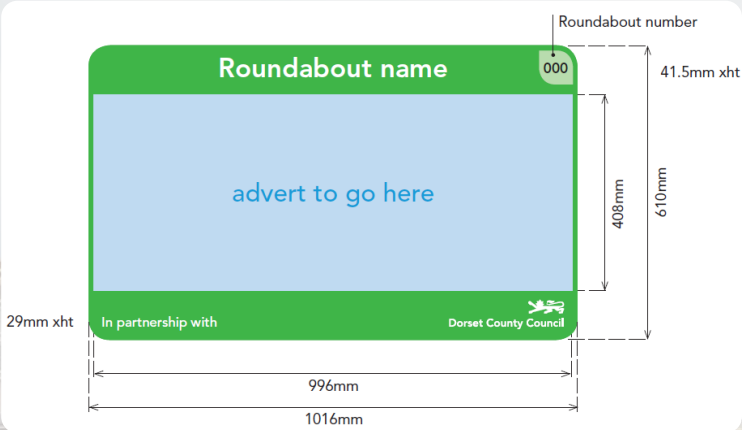 Roundabout number
Roundabout name
000
41.5mm xht
advert to go here
408mm
610mm
29mm xht
In partnership with
Dorset County Council
996mm
1016mm